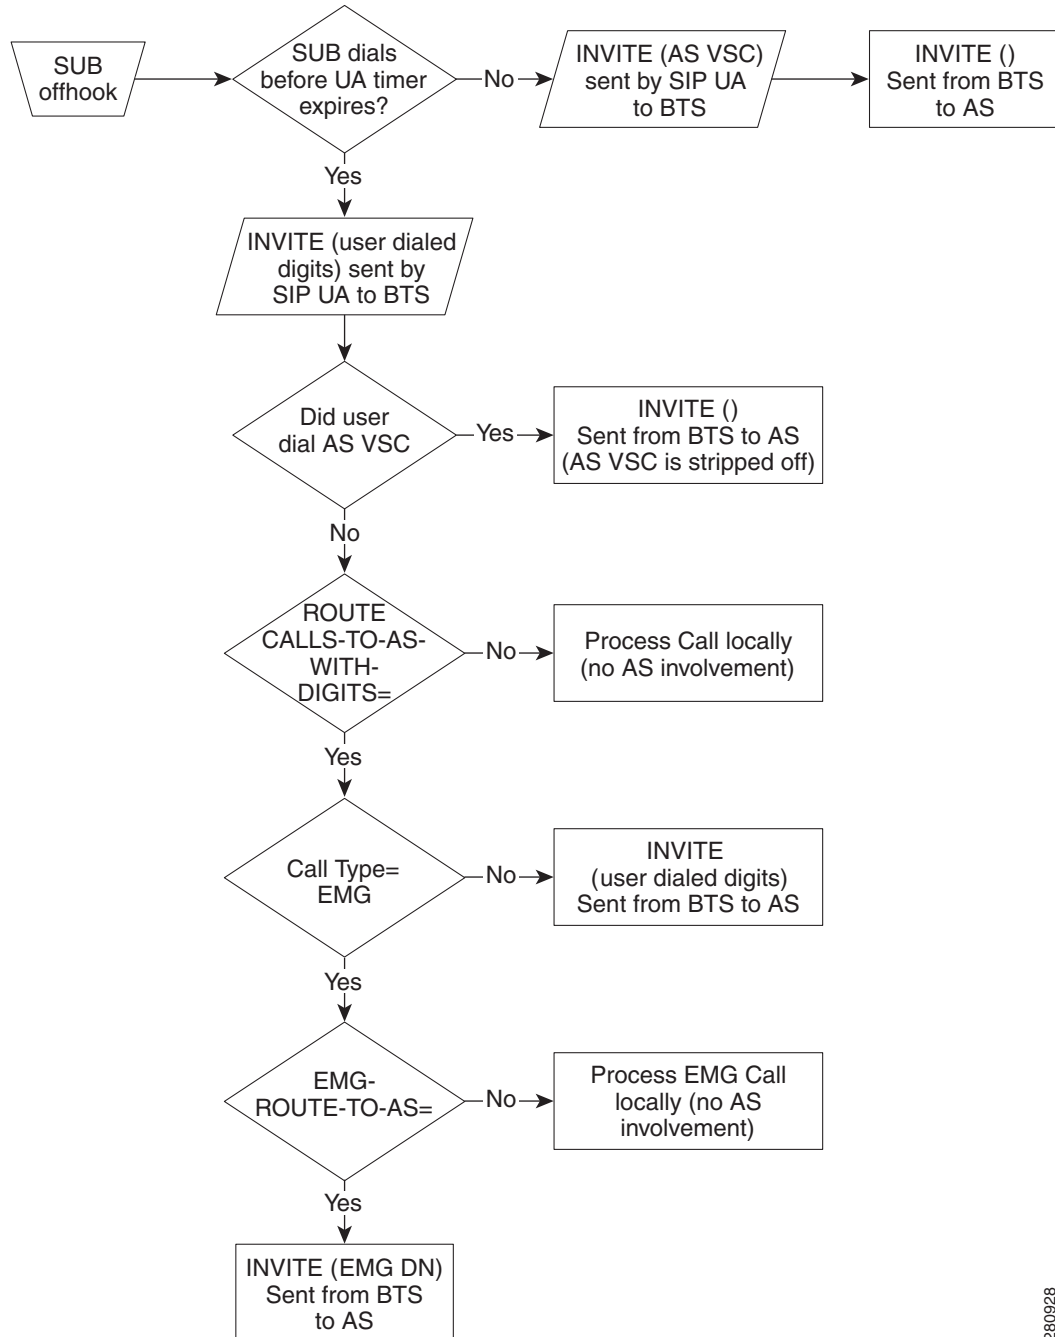 SUB
offhook
SUB dials
before UA timer
expires?
No
INVITE (AS VSC)
sent by SIP UA
to BTS
INVITE ()
Sent from BTS
to AS
Yes
INVITE (user dialed
digits) sent by
SIP UA to BTS
Did user
dial AS VSC
Yes
INVITE ()
Sent from BTS to AS
(AS VSC is stripped off)
No
ROUTE
CALLS-TO-AS-
WITH-
DIGITS=
No
Process Call locally
(no AS involvement)
Yes
Call Type=
EMG
No
INVITE
(user dialed digits)
Sent from BTS to AS
Yes
EMG-
ROUTE-TO-AS=
No
Process EMG Call
locally (no AS
involvement)
Yes
INVITE (EMG DN)
Sent from BTS
to AS
280928